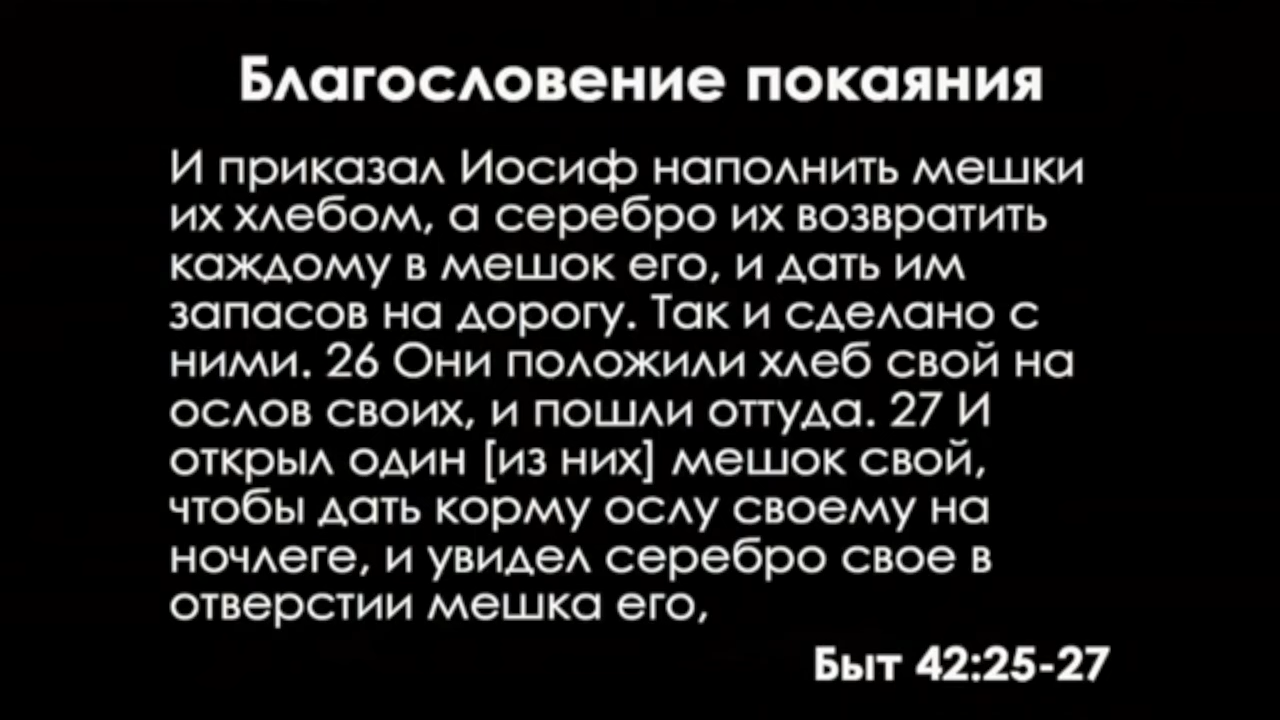 Благословение покаяния
И приказал Иосиф наполнить мешки
их хлебом, а серебро их возвратить
каждому в мешок его, и дать им
запасов на дорогу. Так и сделано с
ними. 26 Они положили хлеб свой на
ослов своих, и пошли оттуда. 27 И
открыл один [из них] мешок свой,
чтобы дать корму ослу своему на
ночлеге, и увидел серебро свое в
отверстии мешка его,
Быт 42:25-27